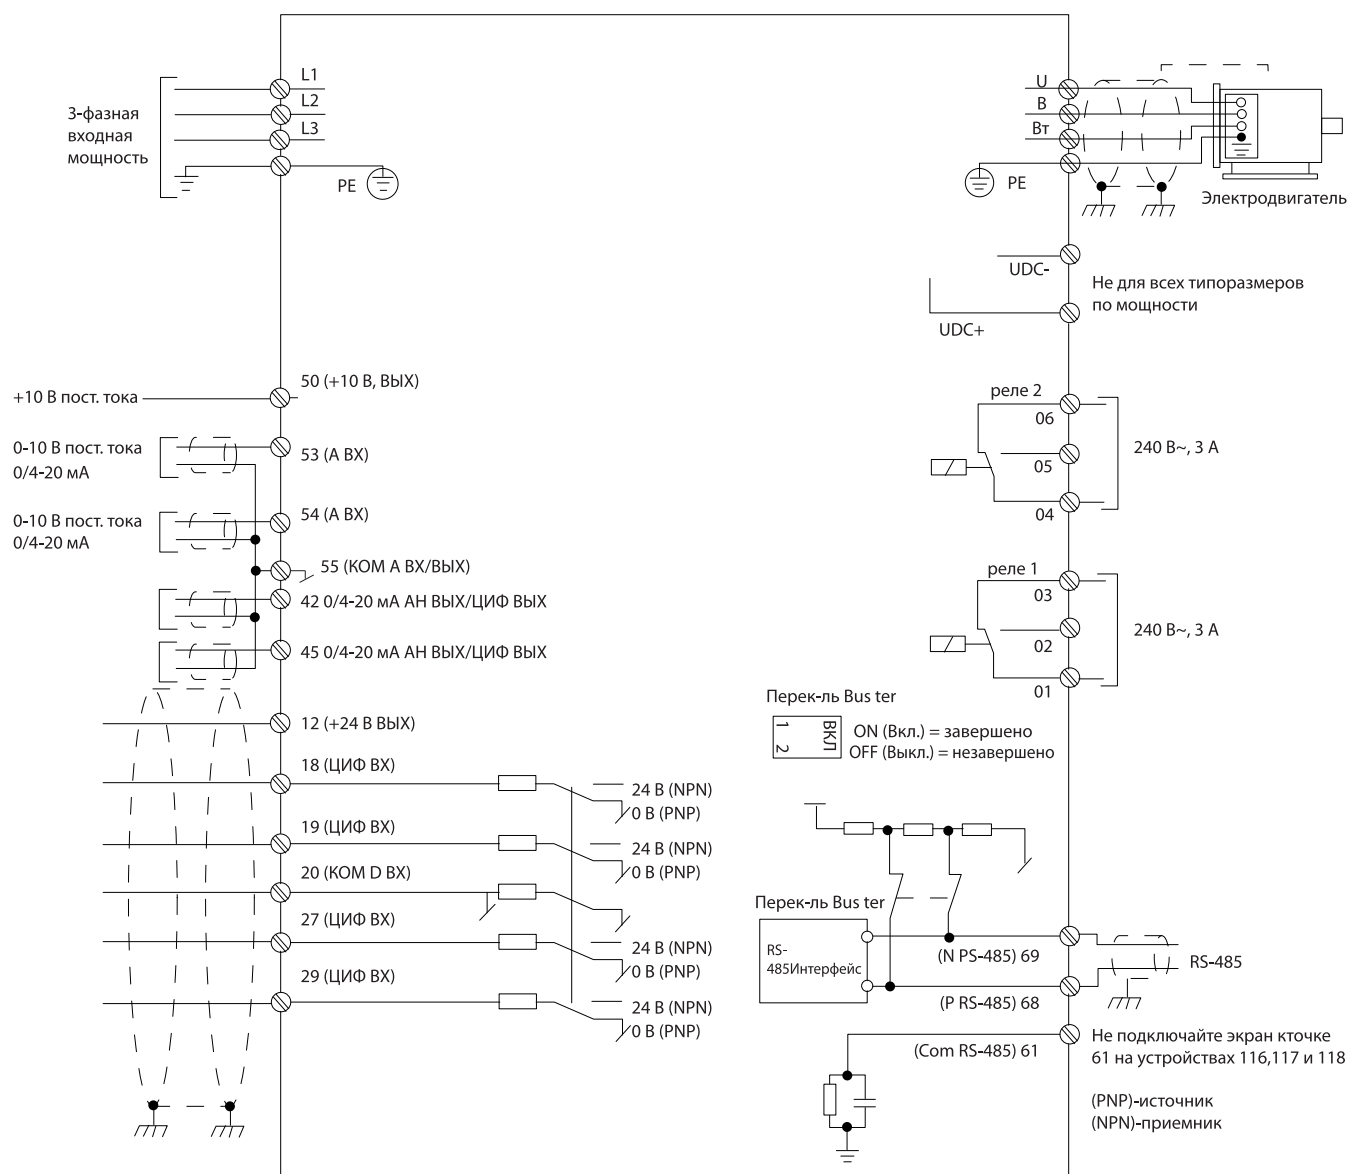 3-фазная
входная
мощность
L1
L2
L3
PE
U
В
Вт
PE
Электродвигатель
UDC-
UDC+
Не для всех типоразмеров
по мощности
+10 В пост. тока
50 (+10 В, ВЫХ)
0-10 В пост. тока
0/4-20 мА
53 (А ВХ)
0-10 В пост. тока
0/4-20 мА
54 (А ВХ)
55 (КОМ А ВХ/ВЫХ)
42 0/4-20 мА АН ВЫХ/ЦИФ ВЫХ
45 0/4-20 мА АН ВЫХ/ЦИФ ВЫХ
12 (+24 В ВЫХ)
18 (ЦИФ ВХ)
24 В (NPN)
0 В (PNP)
19 (ЦИФ ВХ)
24 В (NPN)
0 В (PNP)
20 (КОМ D ВХ)
27 (ЦИФ ВХ)
24 В (NPN)
0 В (PNP)
29 (ЦИФ ВХ)
24 В (NPN)
0 В (PNP)
реле 2
06
05
04
240 В~, 3 А
реле 1
03
02
01
240 В~, 3 А
Перек-ль Bus ter
ВКЛ
1 2
ON (Вкл.) = завершено
OFF (Выкл.) = незавершено
Перек-ль Bus ter
RS-
485Интерфейс
(N PS-485) 69
(P RS-485) 68
RS-485
(Com RS-485) 61
Не подключайте экран кточке
61 на устройствах 116,117 и 118
(PNP)-источник
(NPN)-приемник